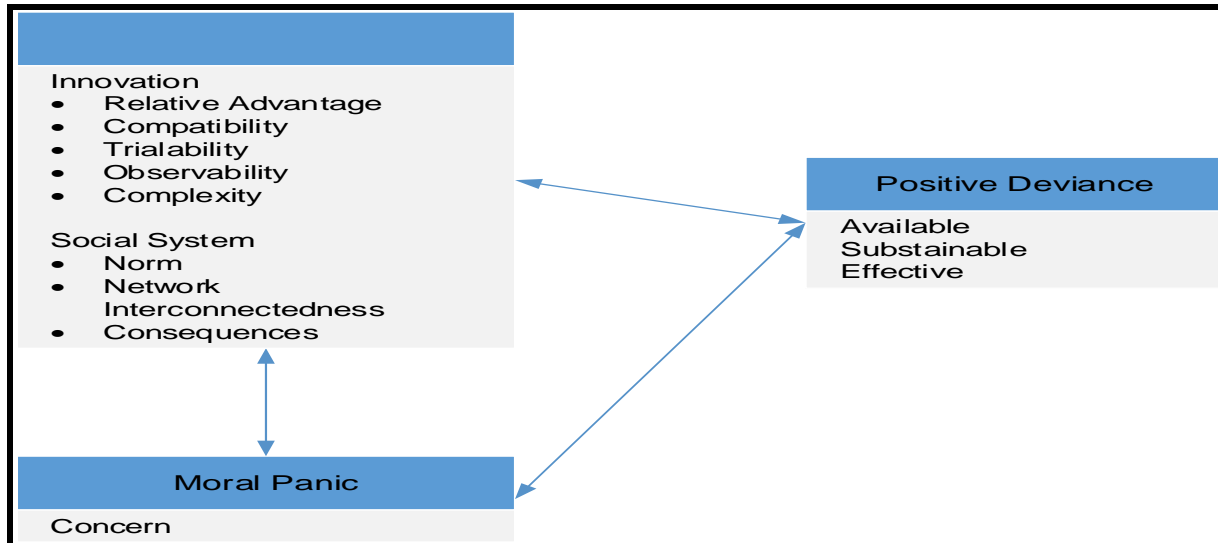 Innovation
• Relative Advantage
• Compatibility
• Trialability
• Observability
• Complexity
Social System
• Norm
• Network
Interconnectedness
• Consequences
Positive Deviance
Available
Substainable
Effective
Moral Panic
Concern